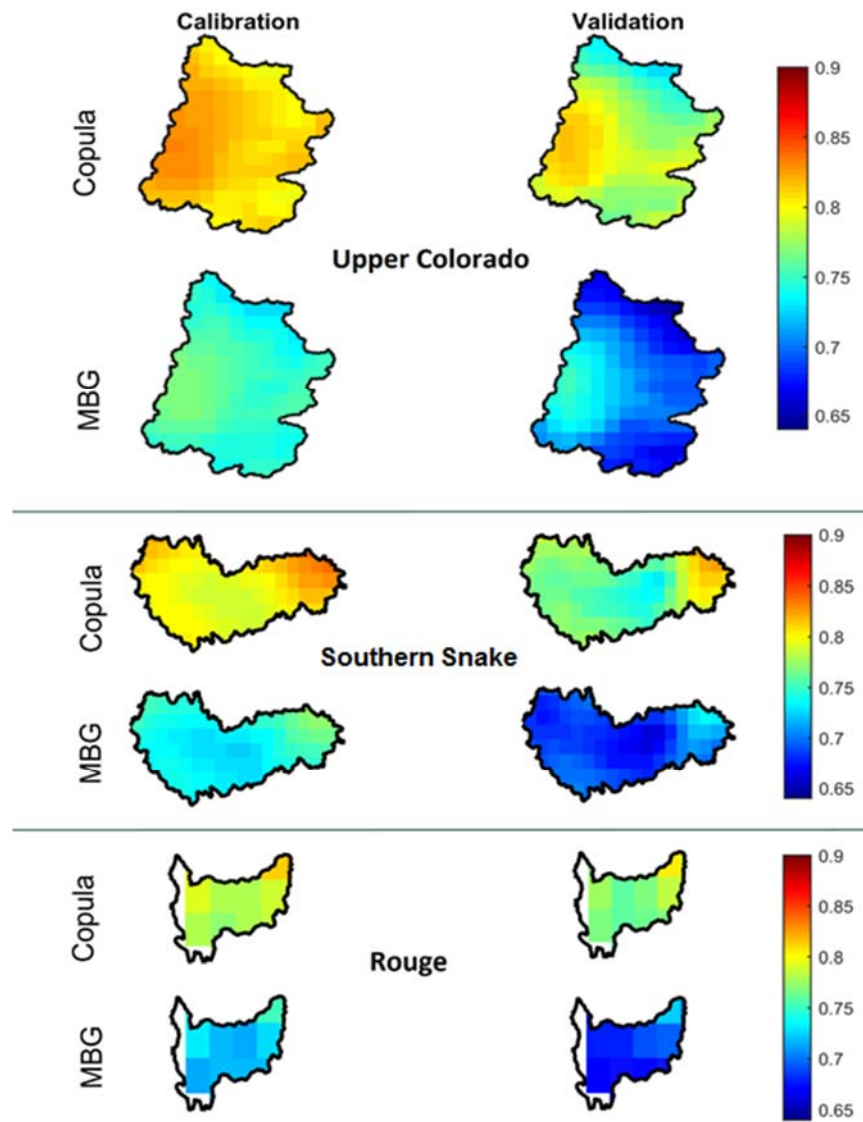 Calibration
Validation
Copula
0.9
0.85
0.8
0.75
0.7
0.65
Upper Colorado
MBG
Copula
0.9
0.85
0.8
0.75
0.7
0.65
Southern Snake
MBG
Copula
0.9
0.85
0.8
0.75
0.7
0.65
Rouge
MBG